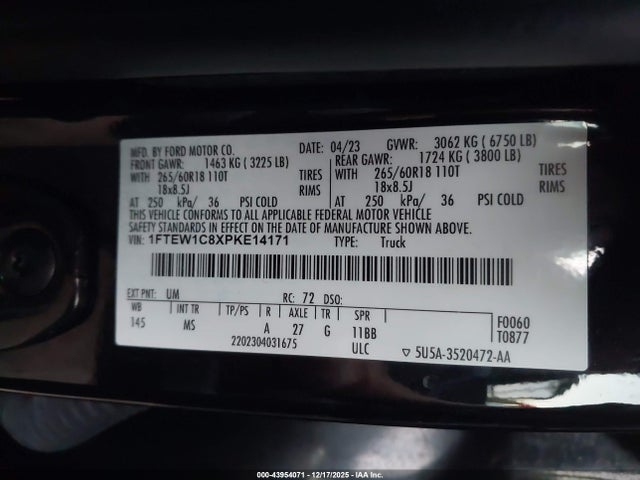 MFD. BY FORD MOTOR CO. DATE: 04/23 GVWR: 3062 KG ( 6750 LB)
FRONT GAWR: 1463 KG ( 3225 LB) REAR GAWR: 1724 KG ( 3800 LB)
WITH 265/60R18 110T TIRES WITH 265/60R18 110T TIRES
18x8.5J RIMS 18x8.5J RIMS
AT 250 kPa/ 36 PSI COLD AT 250 kPa/ 36 PSI COLD
THIS VEHICLE CONFORMS TO ALL APPLICABLE FEDERAL MOTOR VEHICLE
SAFETY STANDARDS IN EFFECT ON THE DATE OF MANUFACTURE SHOWN ABOVE.
VIN: 1FTEW1C8XPKE14171 TYPE: Truck
EXT PNT: UM RC: 72 DSO:
WB INT TR TP/PS R AXLE TR SPR F0060
145 MS A 27 G 11BB T0877
2202304031675 ULC ▽ 5U5A-3520472-AA
000-43954071 - 12/17/2025 - IAA Inc.